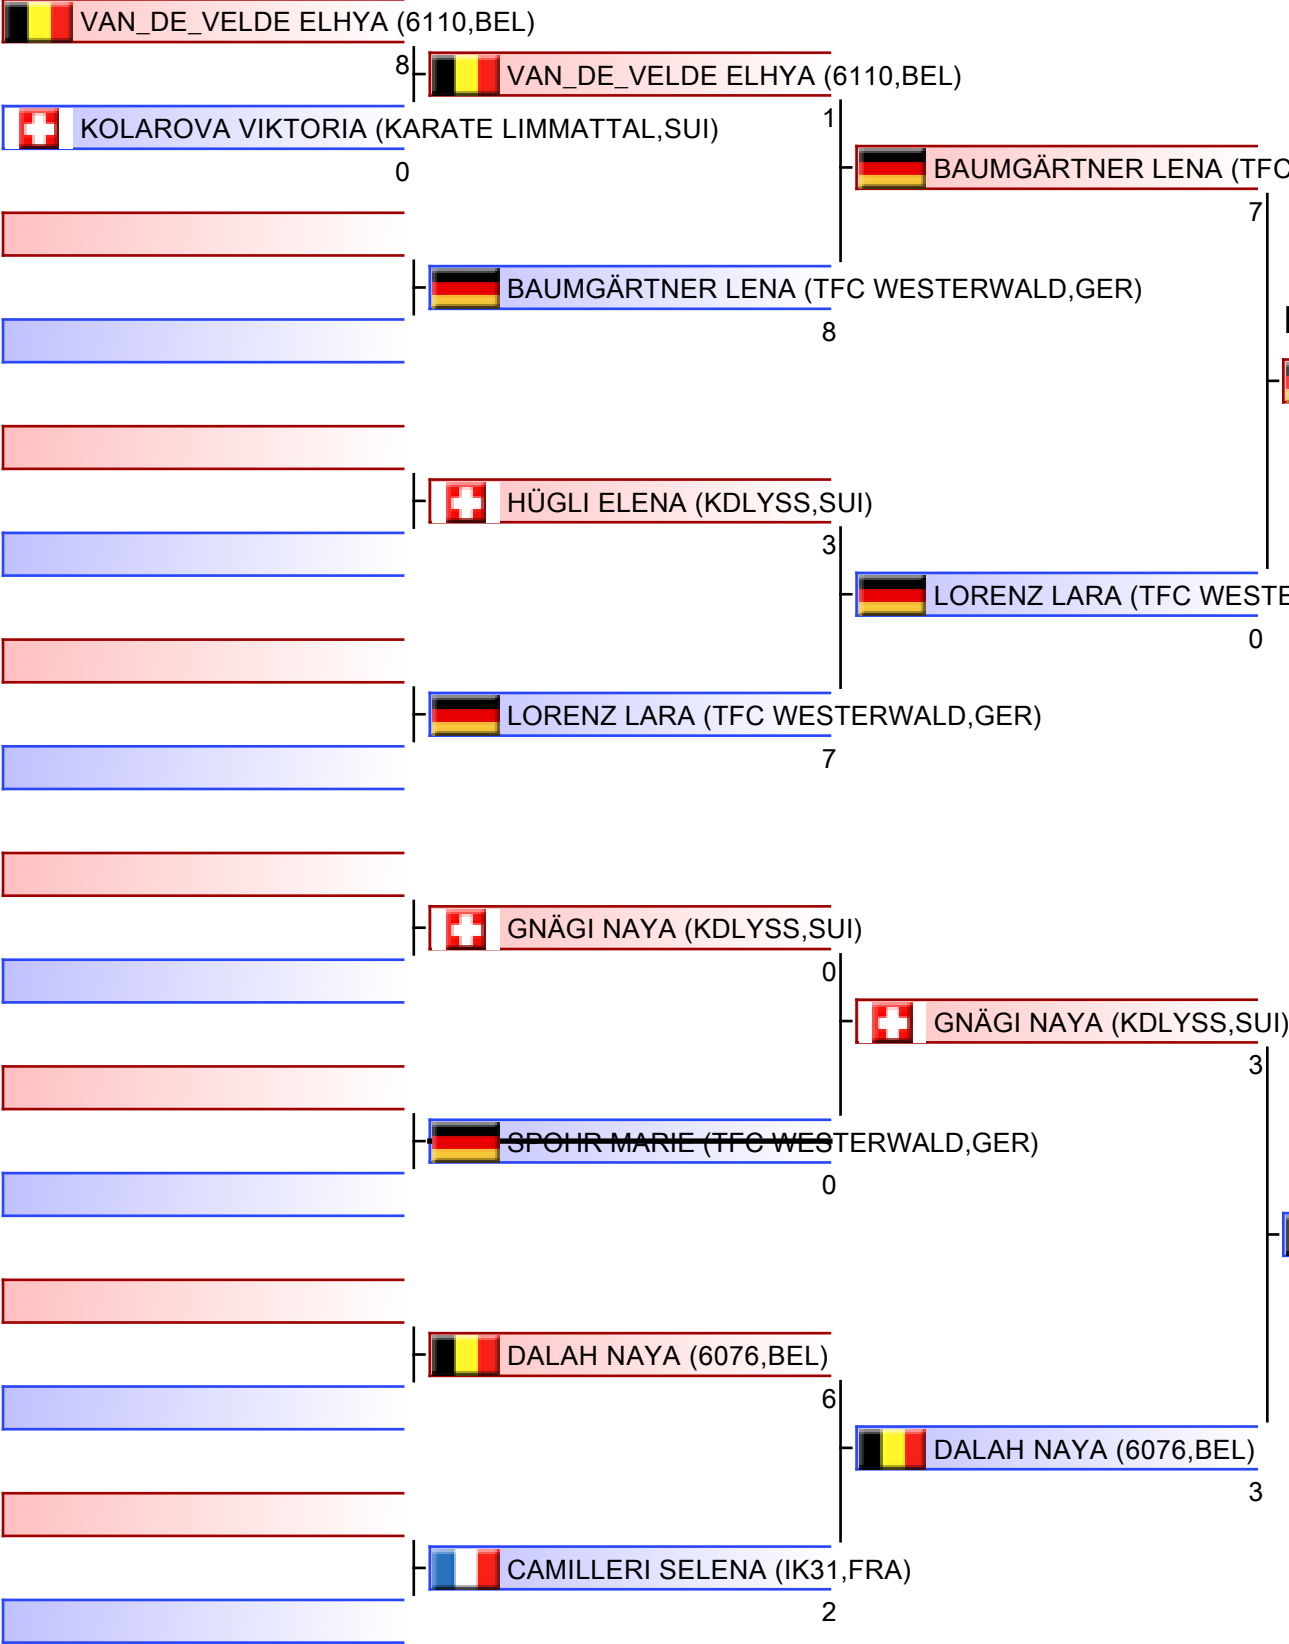 VAN_DE_VELDE ELHYA (6110,BEL)
8
VAN_DE_VELDE ELHYA (6110,BEL)
1
KOLAROVA VIKTORIA (KARATE LIMMATTAL,SUI)
0
BAUMGÄRTNER LENA (TFC
7
BAUMGÄRTNER LENA (TFC WESTERWALD,GER)
8
HÜGLI ELENA (KDLYSS,SUI)
3
LORENZ LARA (TFC WESTE
0
LORENZ LARA (TFC WESTERWALD,GER)
7
GNÄGI NAYA (KDLYSS,SUI)
0
GNÄGI NAYA (KDLYSS,SUI)
3
SPOHR MARIE (TFC WESTERWALD,GER)
0
DALAH NAYA (6076,BEL)
6
DALAH NAYA (6076,BEL)
3
CAMILLERI SELENA (IK31,FRA)
2